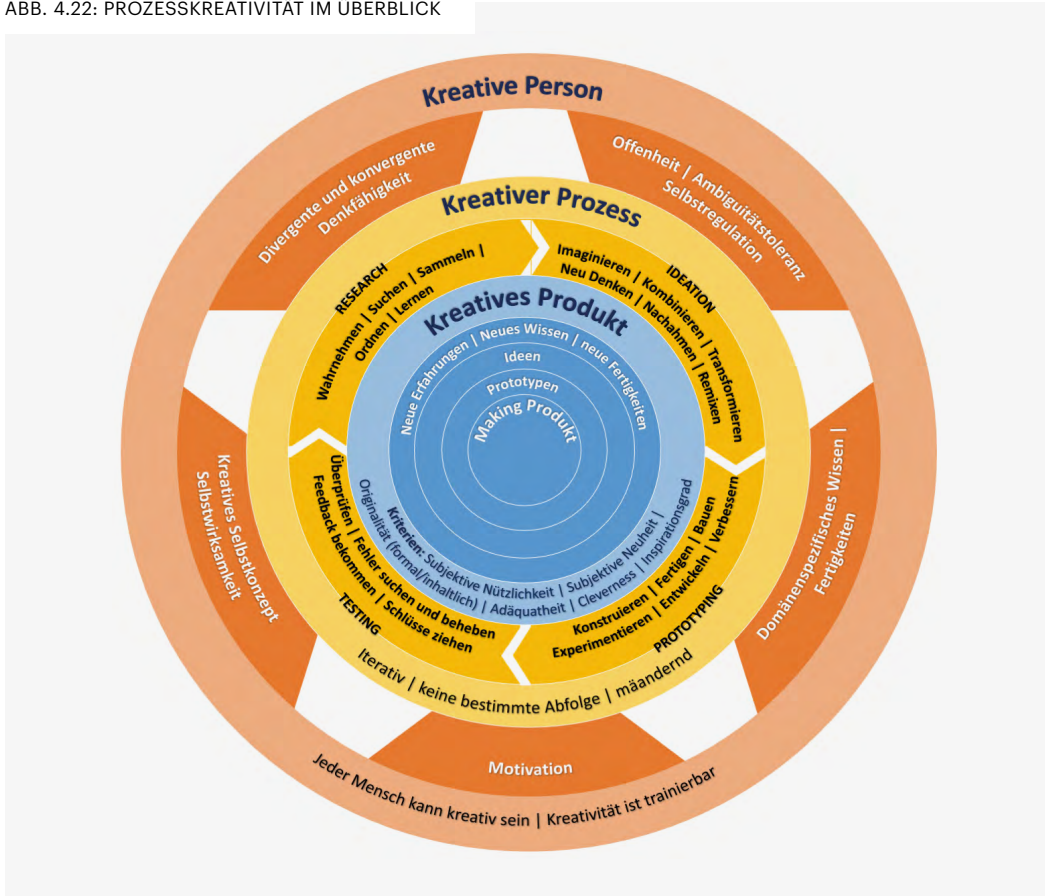 ABB. 4.22: PROZESSKREATIVITÄT IM ÜBERBLICK
Kreative Person
Divergente und konvergente
Denkfähigkeit
Offenheit | Ambiguitätstoleranz
Selbstregulation
Kreativer Prozess
RESEARCH
Wahrnehmen | Suchen | Sammeln |
Ordnen | Lernen
IDEATION
Imaginieren | Kombinieren | Transformieren
Neu Denken | Nachahmen | Remixen
Kreatives Produkt
Neue Erfahrungen | Neues Wissen | neue Fertigkeiten
Ideen
Prototypen
Making Produkt
Kreatives Selbstkonzept
Selbstwirksamkeit
Domänenspezifisches Wissen |
Fertigkeiten
Kriterien: Subjektive Nützlichkeit | Subjektive Neuheit |
Originalität (formal/inhaltlich) | Adäquatheit | Cleverness | Inspirationsgrad
Überprüfen | Fehler suchen und beheben
Feedback bekommen | Schlüsse ziehen
TESTING
Konstruieren | Fertigen | Bauen
Experimentieren | Entwickeln | Verbessern
PROTOTYPING
Iterativ | keine bestimmte Abfolge | mäandernd
Motivation
Jeder Mensch kann kreativ sein | Kreativität ist trainierbar